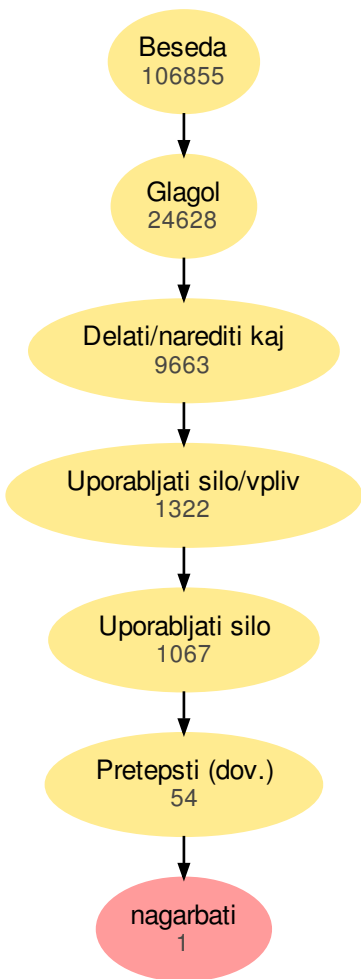 Beseda
106855
Glagol
24628
Delati/narediti kaj
9663
Uporabljati silo/vpliv
1322
Uporabljati silo
1067
Pretepsti (dov.)
54
nagarbati
1